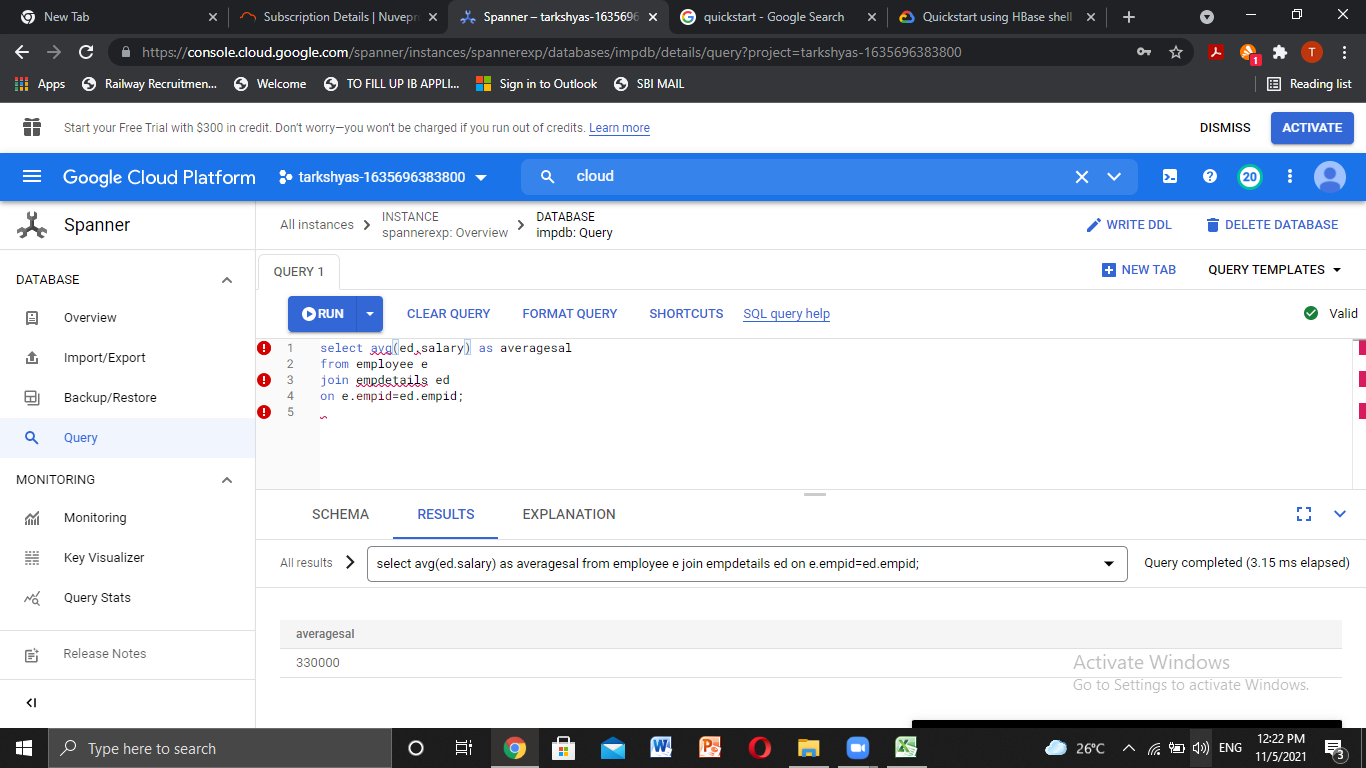 New Tab
Subscription Details | Nuvepr
Spanner – tarkshyas-1635696
quickstart - Google Search
Quickstart using HBase shell
https://console.cloud.google.com/spanner/instances/spannerexp/databases/impdb/details/query?project=tarkshyas-1635696383800
1
T
Apps
Railway Recruitmen...
Welcome
TO FILL UP IB APPLI...
Sign in to Outlook
SBI MAIL
Reading list
Start your Free Trial with $300 in credit. Don't worry—you won't be charged if you run out of credits. Learn more
DISMISS
ACTIVATE
Google Cloud Platform
tarkshyas-1635696383800
cloud
20
Spanner
All instances
INSTANCE
spannerexp: Overview
DATABASE
impdb: Query
WRITE DDL
DELETE DATABASE
DATABASE
Overview
Import/Export
Backup/Restore
Query
MONITORING
Monitoring
Key Visualizer
Query Stats
Release Notes
QUERY 1
NEW TAB
QUERY TEMPLATES
RUN
CLEAR QUERY
FORMAT QUERY
SHORTCUTS
SQL query help
Valid
1 select avg(ed.salary) as averagesal
2 from employee e
3 join empdetails ed
4 on e.empid=ed.empid;
5
SCHEMA
RESULTS
EXPLANATION
All results
select avg(ed.salary) as averagesal from employee e join empdetails ed on e.empid=ed.empid;
Query completed (3.15 ms elapsed)
averagesal
330000
Activate Windows
Go to Settings to activate Windows.
Type here to search
26°C
ENG
12:22 PM
11/5/2021
3